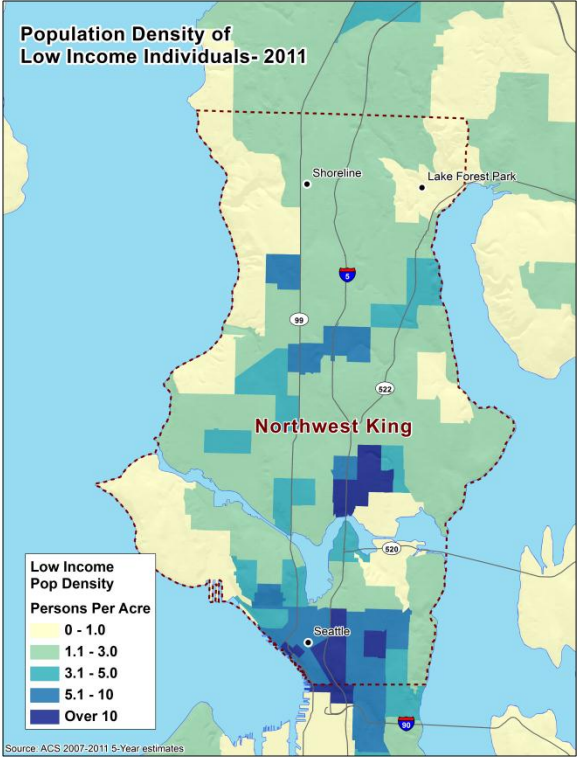 Population Density of
Low Income Individuals- 2011
Shoreline
Lake Forest Park
5
99
522
Northwest King
520
Low Income
Pop Density
Persons Per Acre
0 - 1.0
1.1 - 3.0
3.1 - 5.0
5.1 - 10
Over 10
Seattle
90
Source: ACS 2007-2011 5-Year estimates